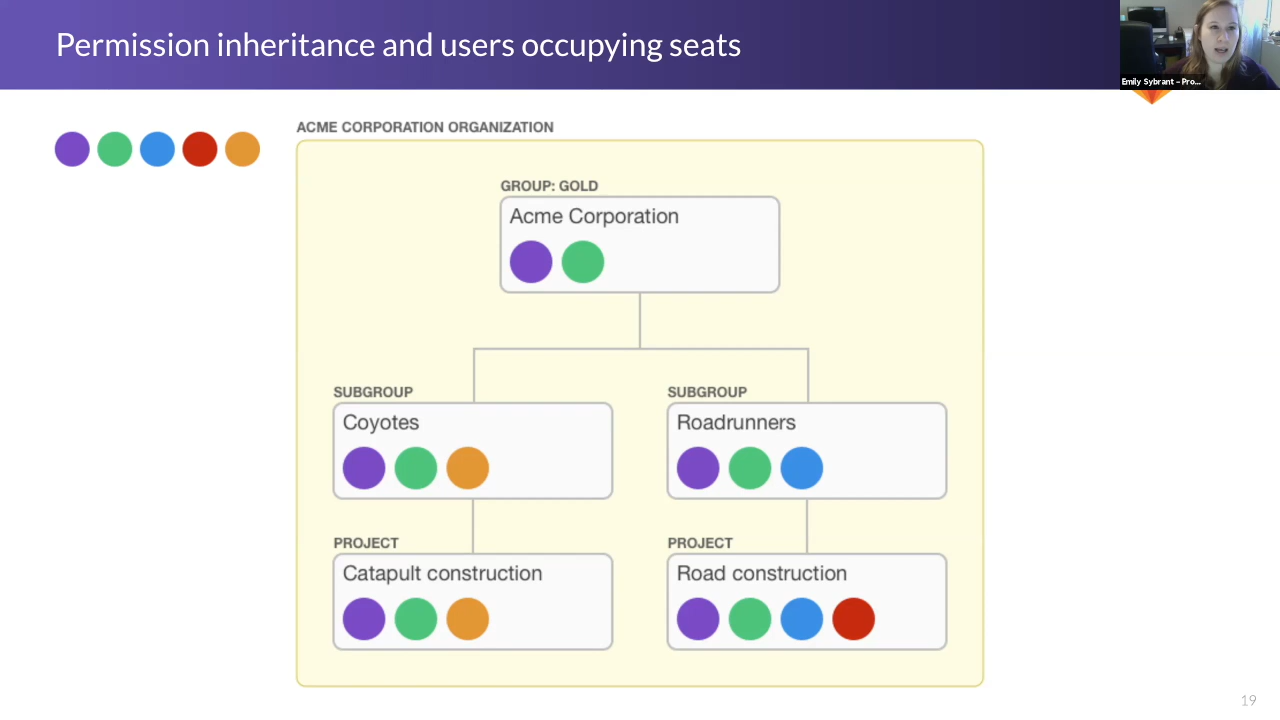 Permission inheritance and users occupying seats
Emily Sybrant – Pro...
ACME CORPORATION ORGANIZATION
GROUP: GOLD
Acme Corporation
SUBGROUP
Coyotes
SUBGROUP
Roadrunners
PROJECT
Catapult construction
PROJECT
Road construction
19